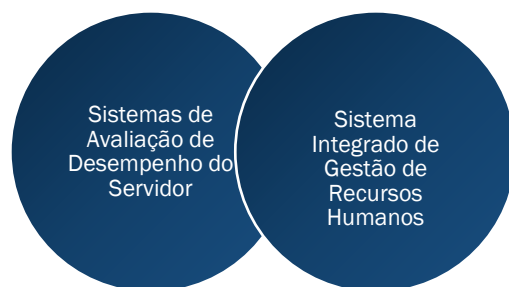 Sistemas de
Avaliação de
Desempenho do
Servidor
Sistema
Integrado de
Gestão de
Recursos
Humanos